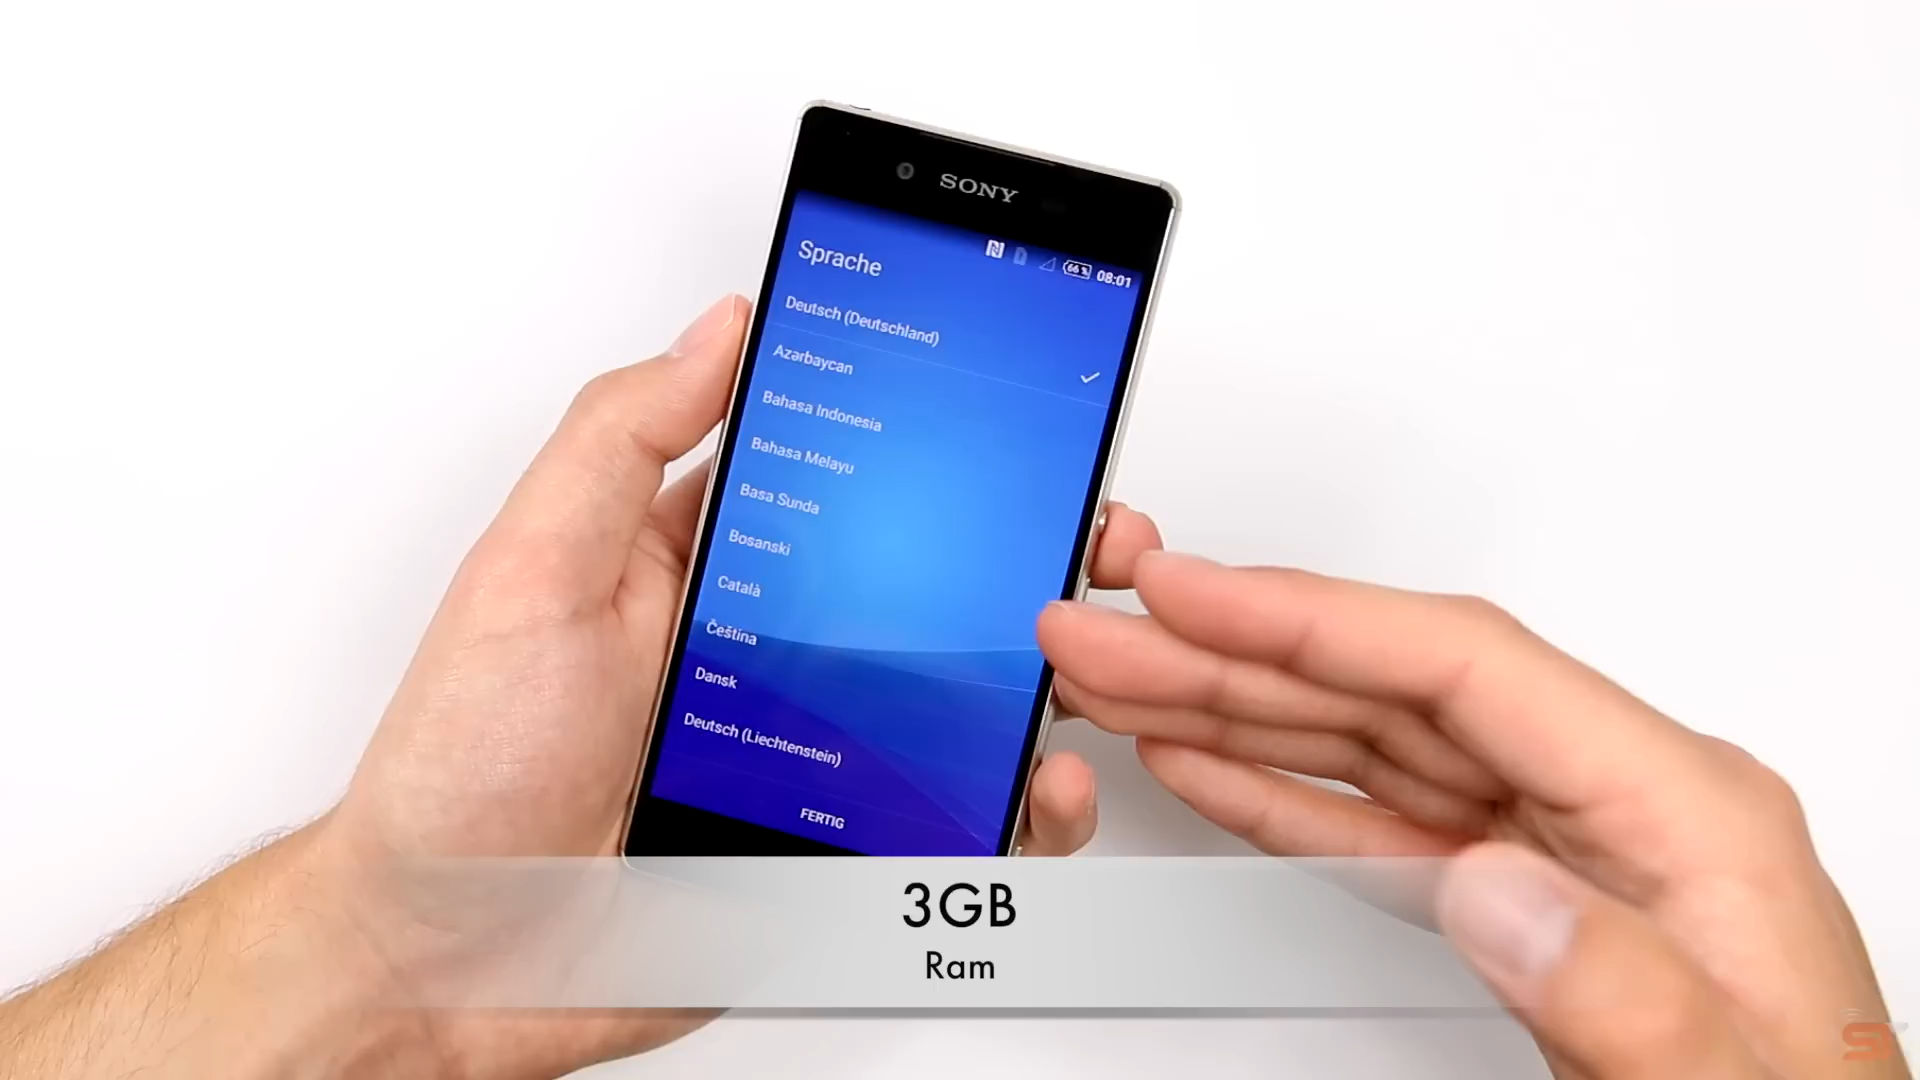 SONY
66%
08:01
Sprache
Deutsch (Deutschland)
Azərbaycan
Bahasa Indonesia
Bahasa Melayu
Basa Sunda
Bosanski
Català
Čeština
Dansk
Deutsch (Liechtenstein)
FERTIG
3GB
Ram